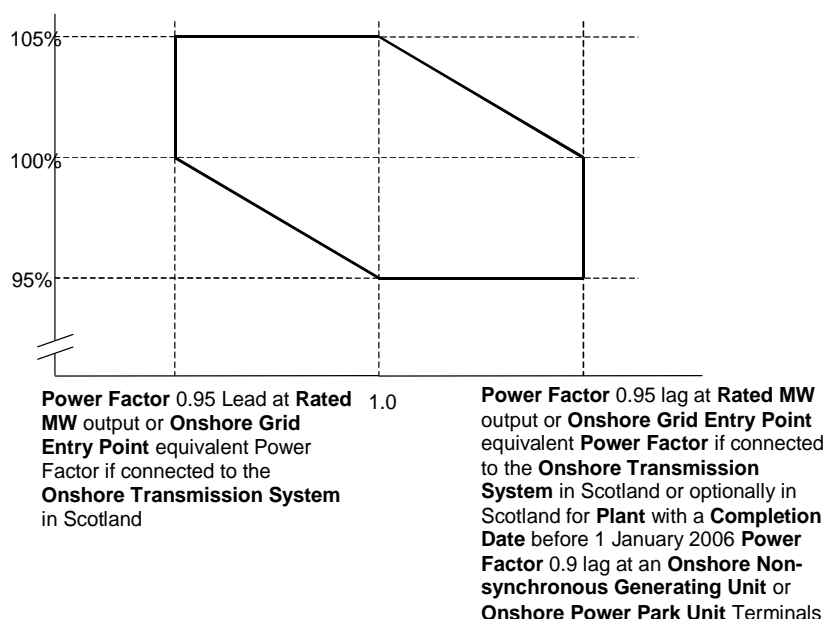 105%
100%
95%
Power Factor 0.95 Lead at Rated
MW output or Onshore Grid
Entry Point equivalent Power
Factor if connected to the
Onshore Transmission System
in Scotland
1.0
Power Factor 0.95 lag at Rated MW
output or Onshore Grid Entry Point
equivalent Power Factor if connected
to the Onshore Transmission
System in Scotland or optionally in
Scotland for Plant with a Completion
Date before 1 January 2006 Power
Factor 0.9 lag at an Onshore Non-
synchronous Generating Unit or
Onshore Power Park Unit Terminals